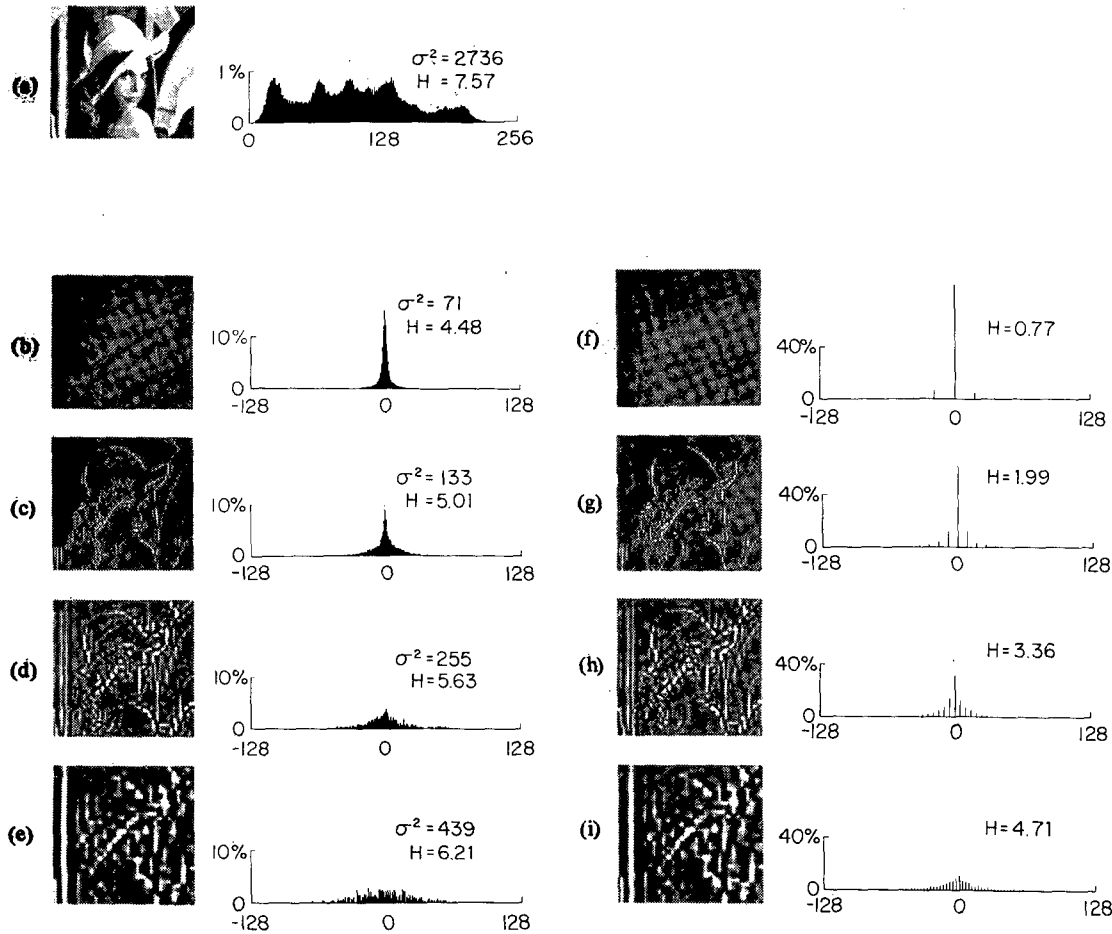 (a)
σ² = 2736
H = 7.57
1%
0
0 128 256
(b)
σ² = 71
H = 4.48
10%
0
-128 0 128
(f)
H = 0.77
40%
0
-128 0 128
(c)
σ² = 133
H = 5.01
10%
0
-128 0 128
(g)
H = 1.99
40%
0
-128 0 128
(d)
σ² = 255
H = 5.63
10%
0
-128 0 128
(h)
H = 3.36
40%
0
-128 0 128
(e)
σ² = 439
H = 6.21
10%
0
-128 0 128
(i)
H = 4.71
40%
0
-128 0 128